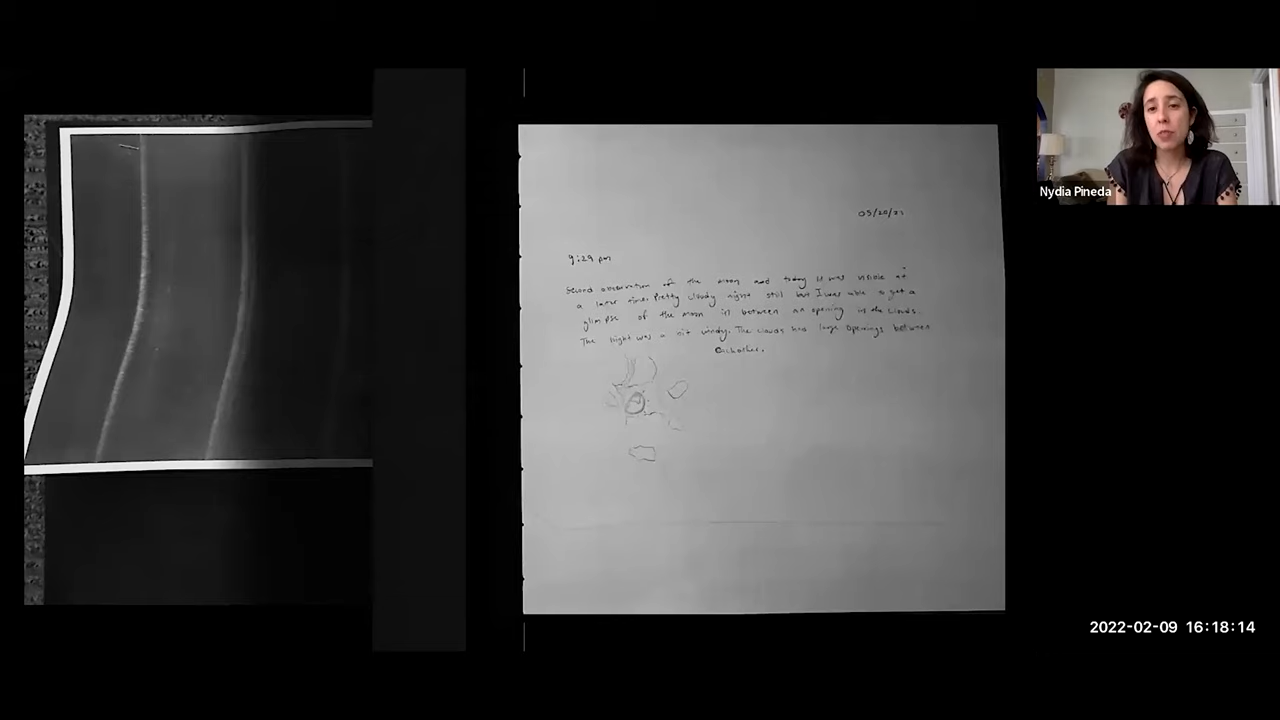 Nydia Pineda
05/20/21
9:29 pm
Second observation of the moon and today it was visible at
a later time. Pretty cloudy night still but I was able to get a
glimpse of the moon in between an opening in the clouds.
The night was a bit windy. The clouds has large openings between
eachother.
2022-02-09 16:18:14